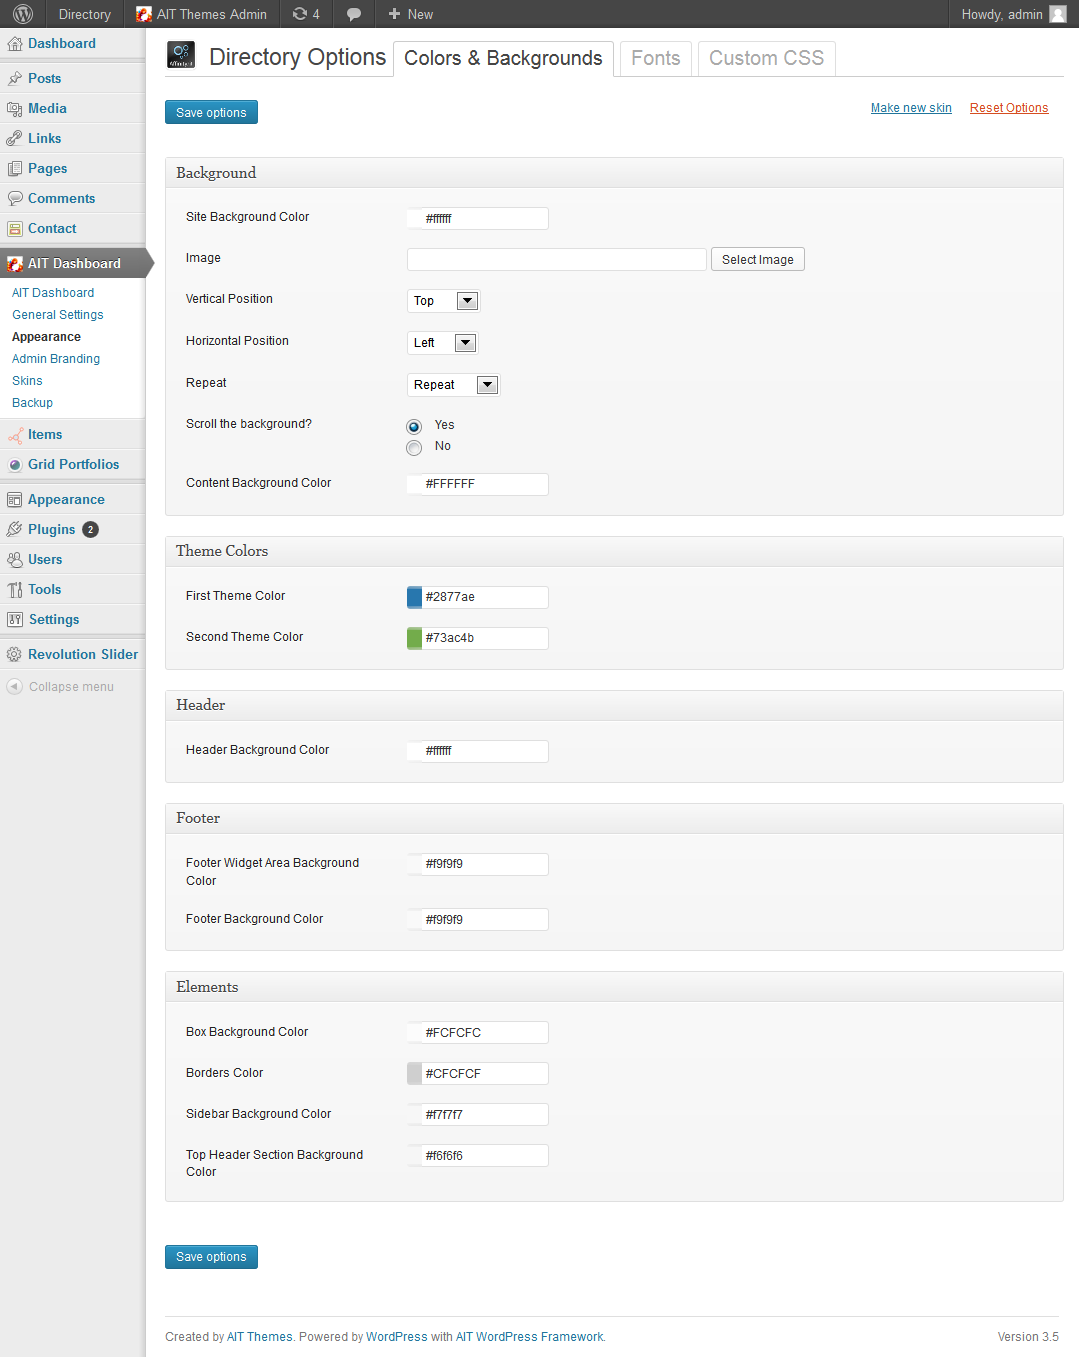 Directory
AIT Themes Admin
4
New
Howdy, admin
Dashboard
Posts
Media
Links
Pages
Comments
Contact
AIT Dashboard
AIT Dashboard
General Settings
Appearance
Admin Branding
Skins
Backup
Items
Grid Portfolios
Appearance
Plugins 2
Users
Tools
Settings
Revolution Slider
Collapse menu
Directory Options
Colors & Backgrounds
Fonts
Custom CSS
Save options
Make new skin
Reset Options
Background
Site Background Color
#ffffff
Image
Select Image
Vertical Position
Top
Horizontal Position
Left
Repeat
Repeat
Scroll the background?
Yes
No
Content Background Color
#FFFFFF
Theme Colors
First Theme Color
#2877ae
Second Theme Color
#73ac4b
Header
Header Background Color
#ffffff
Footer
Footer Widget Area Background
Color
#f9f9f9
Footer Background Color
#f9f9f9
Elements
Box Background Color
#FCFCFC
Borders Color
#CFCFCF
Sidebar Background Color
#f7f7f7
Top Header Section Background
Color
#f6f6f6
Save options
Created by AIT Themes. Powered by WordPress with AIT WordPress Framework.
Version 3.5